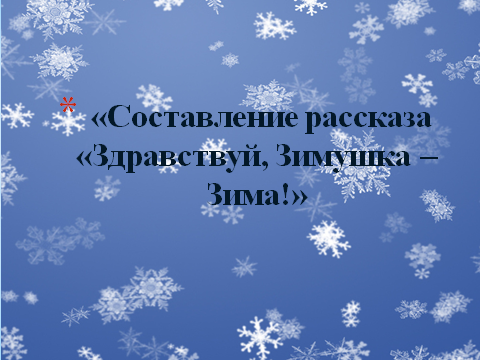 * «Составление рассказа
«Здравствуй, Зимушка –
Зима!»